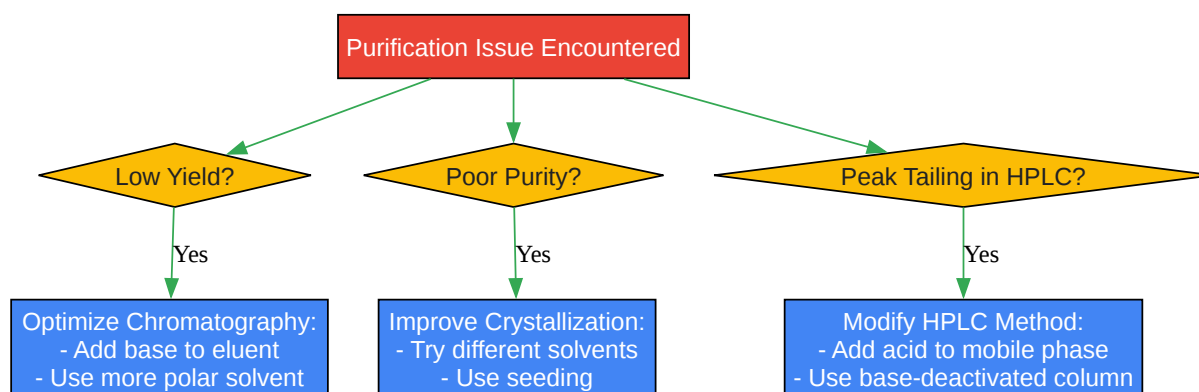 Purification Issue Encountered
Low Yield?
Poor Purity?
Peak Tailing in HPLC?
Yes
Yes
Yes
Optimize Chromatography:
- Add base to eluent
- Use more polar solvent
Improve Crystallization:
- Try different solvents
- Use seeding
Modify HPLC Method:
- Add acid to mobile phase
- Use base-deactivated column